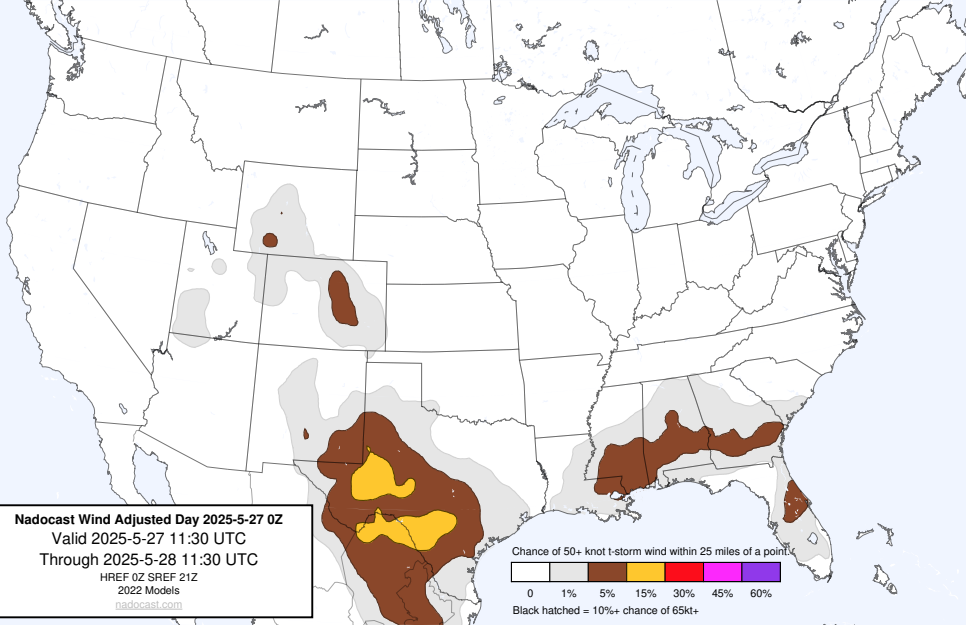 Nadocast Wind Adjusted Day 2025-5-27 0Z
Valid 2025-5-27 11:30 UTC
Through 2025-5-28 11:30 UTC
HREF 0Z SREF 21Z
2022 Models
nadocast.com
Chance of 50+ knot t-storm wind within 25 miles of a point.
0 1% 5% 15% 30% 45% 60%
Black hatched = 10%+ chance of 65kt+